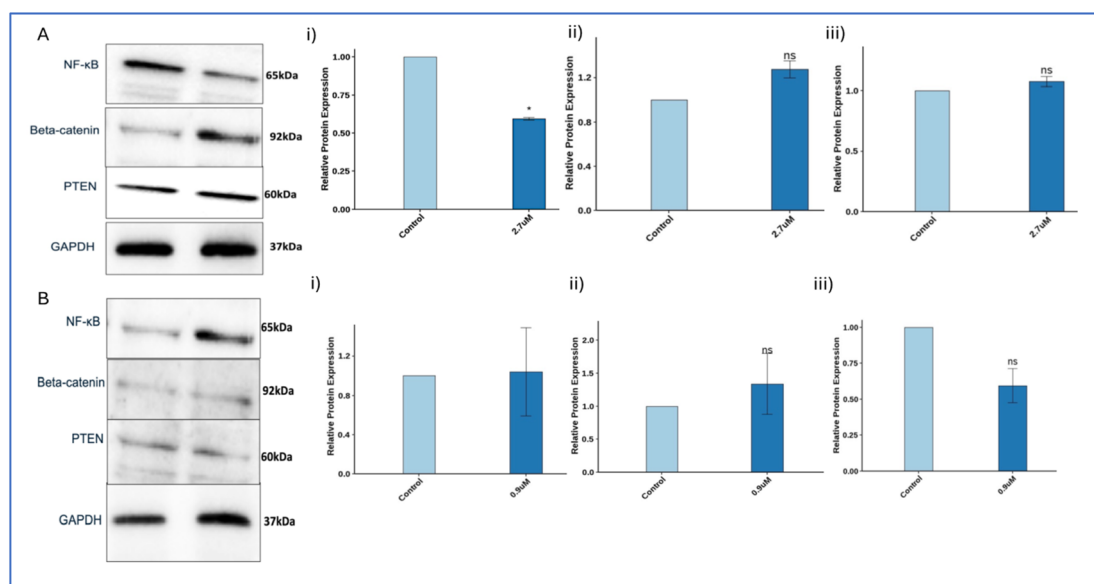 A
NF-κB
65kDa
Beta-catenin
92kDa
PTEN
60kDa
GAPDH
37kDa
i)
Relative Protein Expression
1.00
0.75
0.50
0.25
0.00
*
Control
2.7uM
ii)
Relative Protein Expression
1.2
0.8
0.4
0.0
ns
Control
2.7uM
iii)
Relative Protein Expression
1.2
0.8
0.4
0.0
ns
Control
2.7uM
B
NF-κB
65kDa
Beta-catenin
92kDa
PTEN
60kDa
GAPDH
37kDa
i)
Relative Protein Expression
1.2
0.8
0.4
0.0
Control
0.9uM
ii)
Relative Protein Expression
2.0
1.5
1.0
0.5
0.0
ns
Control
0.9uM
iii)
Relative Protein Expression
1.00
0.75
0.50
0.25
0.00
ns
Control
0.9uM